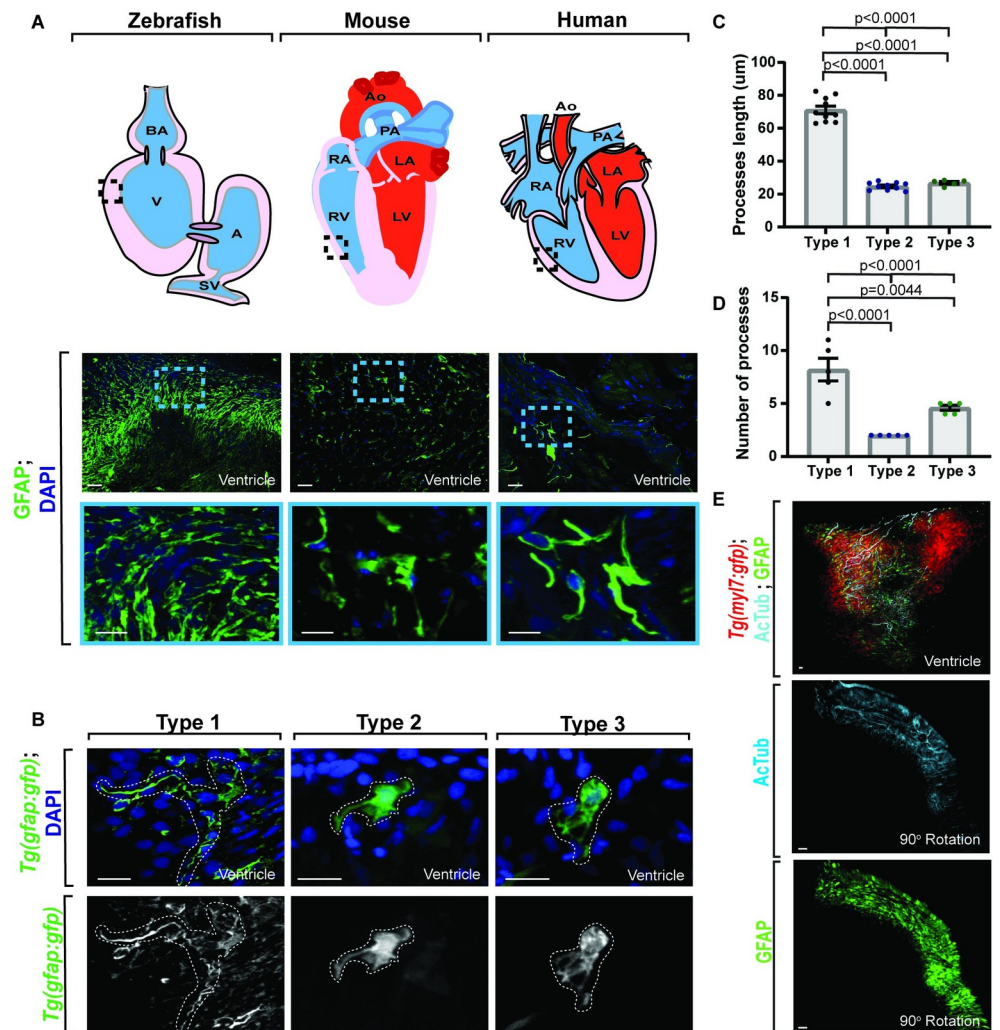 A
Zebrafish
Mouse
Human
BA
V
A
SV
Ao
PA
RA
LA
RV
LV
Ao
PA
RA
LA
RV
LV
GFAP;
DAPI
Ventricle
Ventricle
Ventricle
B
Type 1
Type 2
Type 3
Tg(gfap:gfp);
DAPI
Ventricle
Ventricle
Ventricle
Tg(gfap:gfp)
C
p<0.0001
p<0.0001
p<0.0001
Processes length (um)
100
80
60
40
20
0
Type 1 Type 2 Type 3
D
p<0.0001
p=0.0044
p<0.0001
Number of processes
15
10
5
0
Type 1 Type 2 Type 3
E
Tg(myl7:gfp);
AcTub ; GFAP
Ventricle
AcTub
90° Rotation
GFAP
90° Rotation